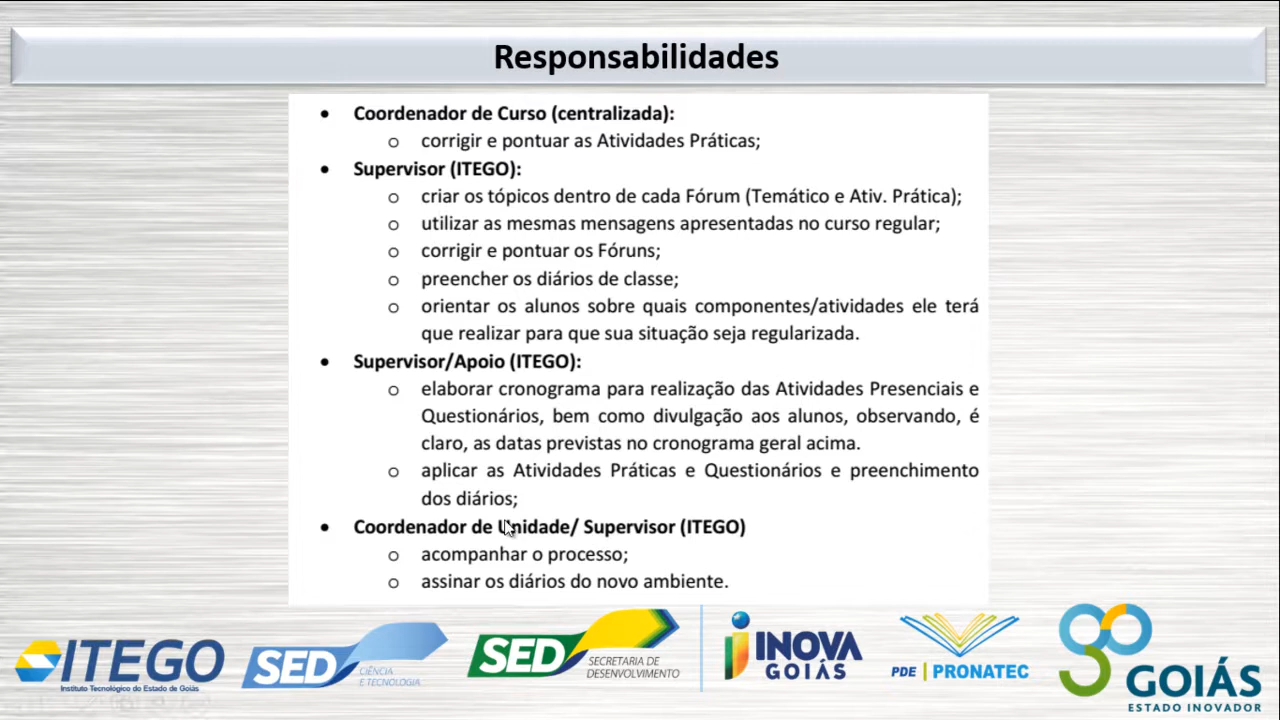 Responsabilidades
• Coordenador de Curso (centralizada):
o corrigir e pontuar as Atividades Práticas;
• Supervisor (ITEGO):
o criar os tópicos dentro de cada Fórum (Temático e Ativ. Prática);
o utilizar as mesmas mensagens apresentadas no curso regular;
o corrigir e pontuar os Fóruns;
o preencher os diários de classe;
o orientar os alunos sobre quais componentes/atividades ele terá
que realizar para que sua situação seja regularizada.
• Supervisor/Apoio (ITEGO):
o elaborar cronograma para realização das Atividades Presenciais e
Questionários, bem como divulgação aos alunos, observando, é
claro, as datas previstas no cronograma geral acima.
o aplicar as Atividades Práticas e Questionários e preenchimento
dos diários;
• Coordenador de Unidade/ Supervisor (ITEGO)
o acompanhar o processo;
o assinar os diários do novo ambiente.
ITEGO
Instituto Tecnológico do Estado de Goiás
SED
CIÊNCIA
E TECNOLOGIA
SED
SECRETARIA DE
DESENVOLVIMENTO
INOVA
GOIÁS
PDE | PRONATEC
GOIÁS
ESTADO INOVADOR